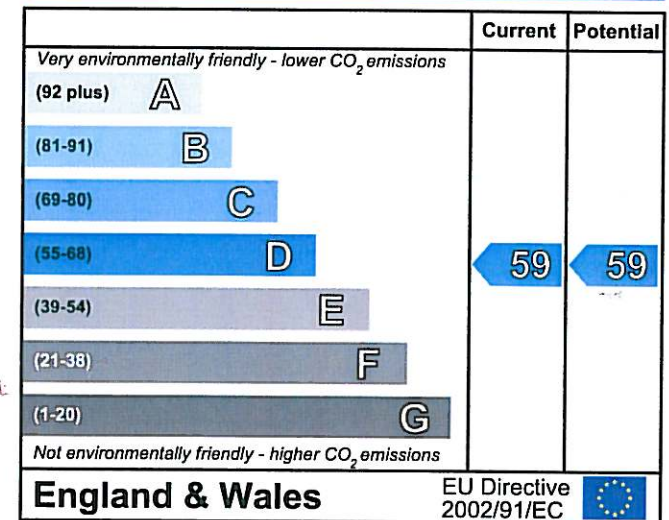 Current Potential
Very environmentally friendly - lower CO2 emissions
(92 plus) A
(81-91) B
(69-80) C
(55-68) D 59 59
(39-54) E
(21-38) F
(1-20) G
Not environmentally friendly - higher CO2 emissions
England & Wales EU Directive
2002/91/EC